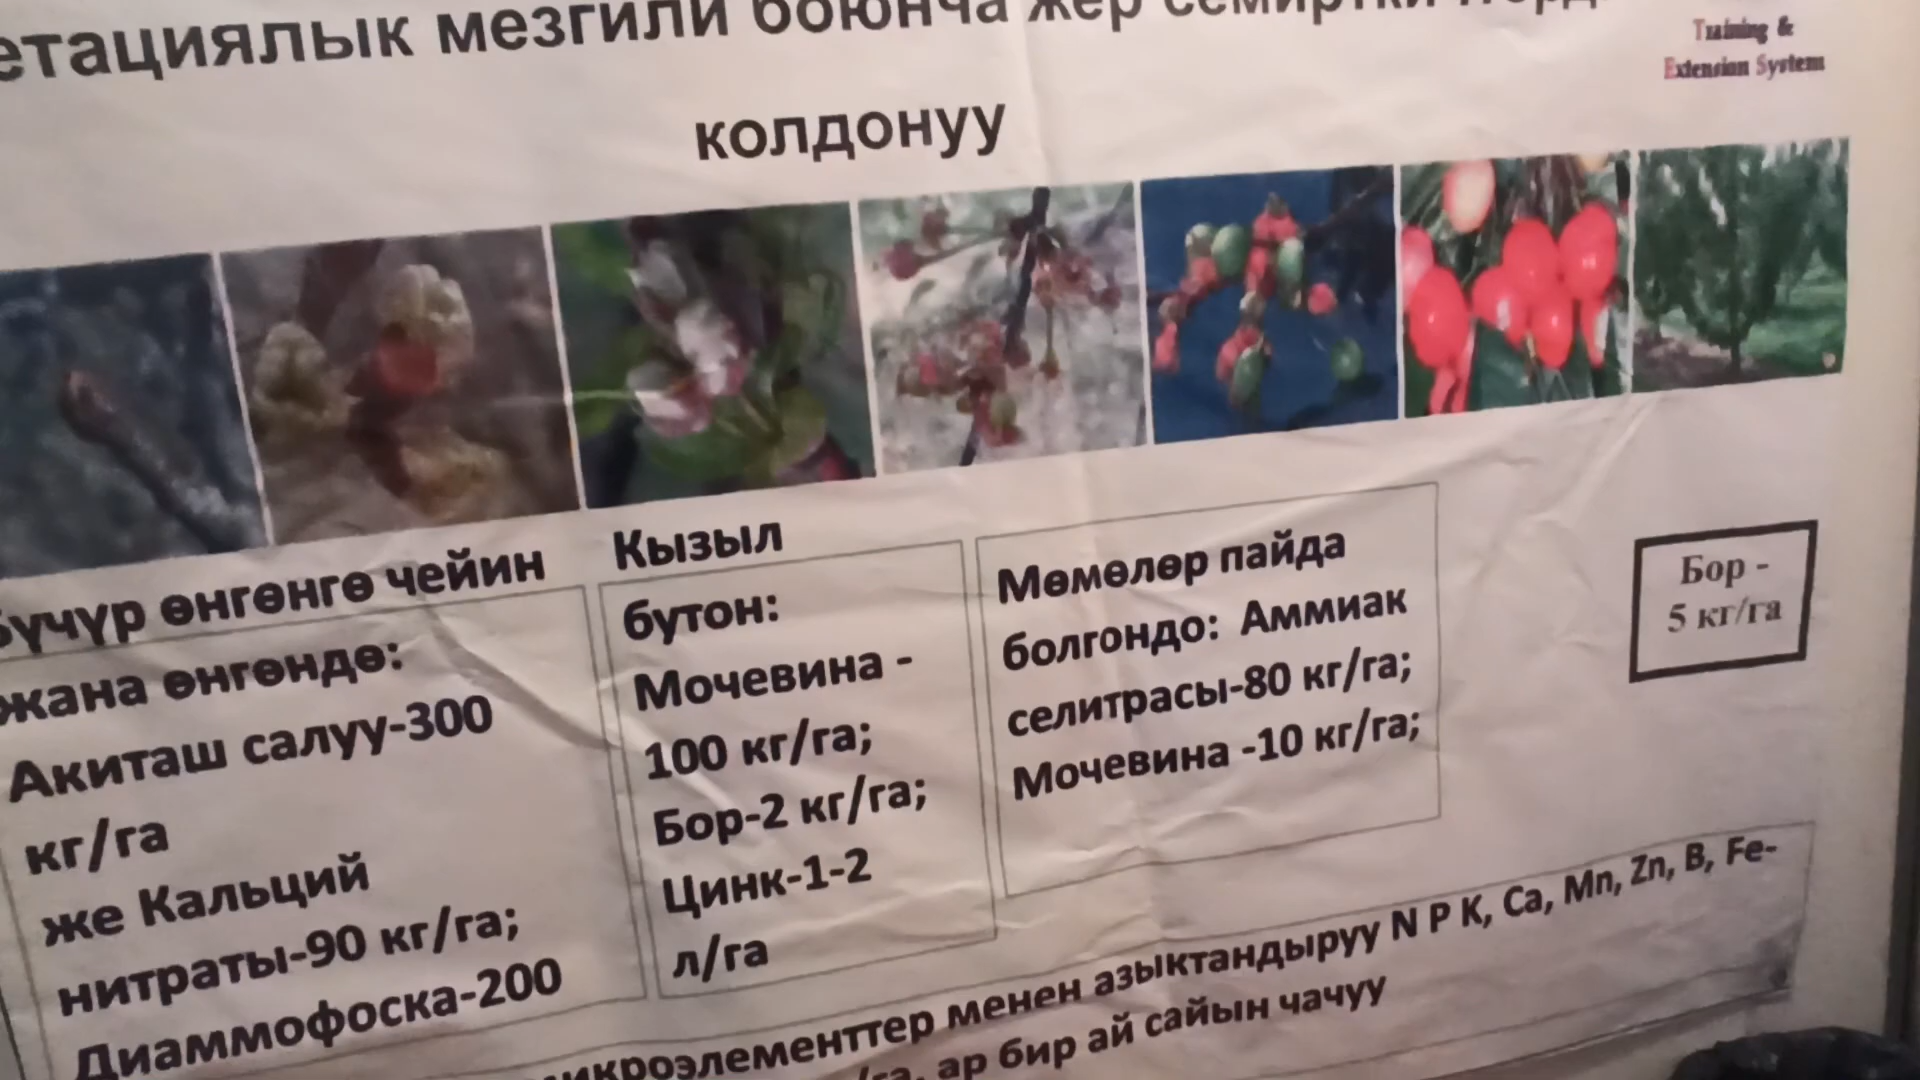 мезгили боюнча жер семиртки
колдонуу
Training &
Extension System
Бүчүр өнгөнгө чейин
жана өнгөндө:
Акиташ салуу-300
кг/га
же Кальций
нитраты-90 кг/га;
Диаммофоска-200
Кызыл
бутон:
Мочевина -
100 кг/га;
Бор-2 кг/га;
Цинк-1-2
л/га
Мөмөлөр пайда
болгондо: Аммиак
селитрасы-80 кг/га;
Мочевина -10 кг/га;
Бор -
5 кг/га
менен азыктандыруу N P K, Ca, Mn, Zn, B, Fe-
ар бир ай сайын чачуу